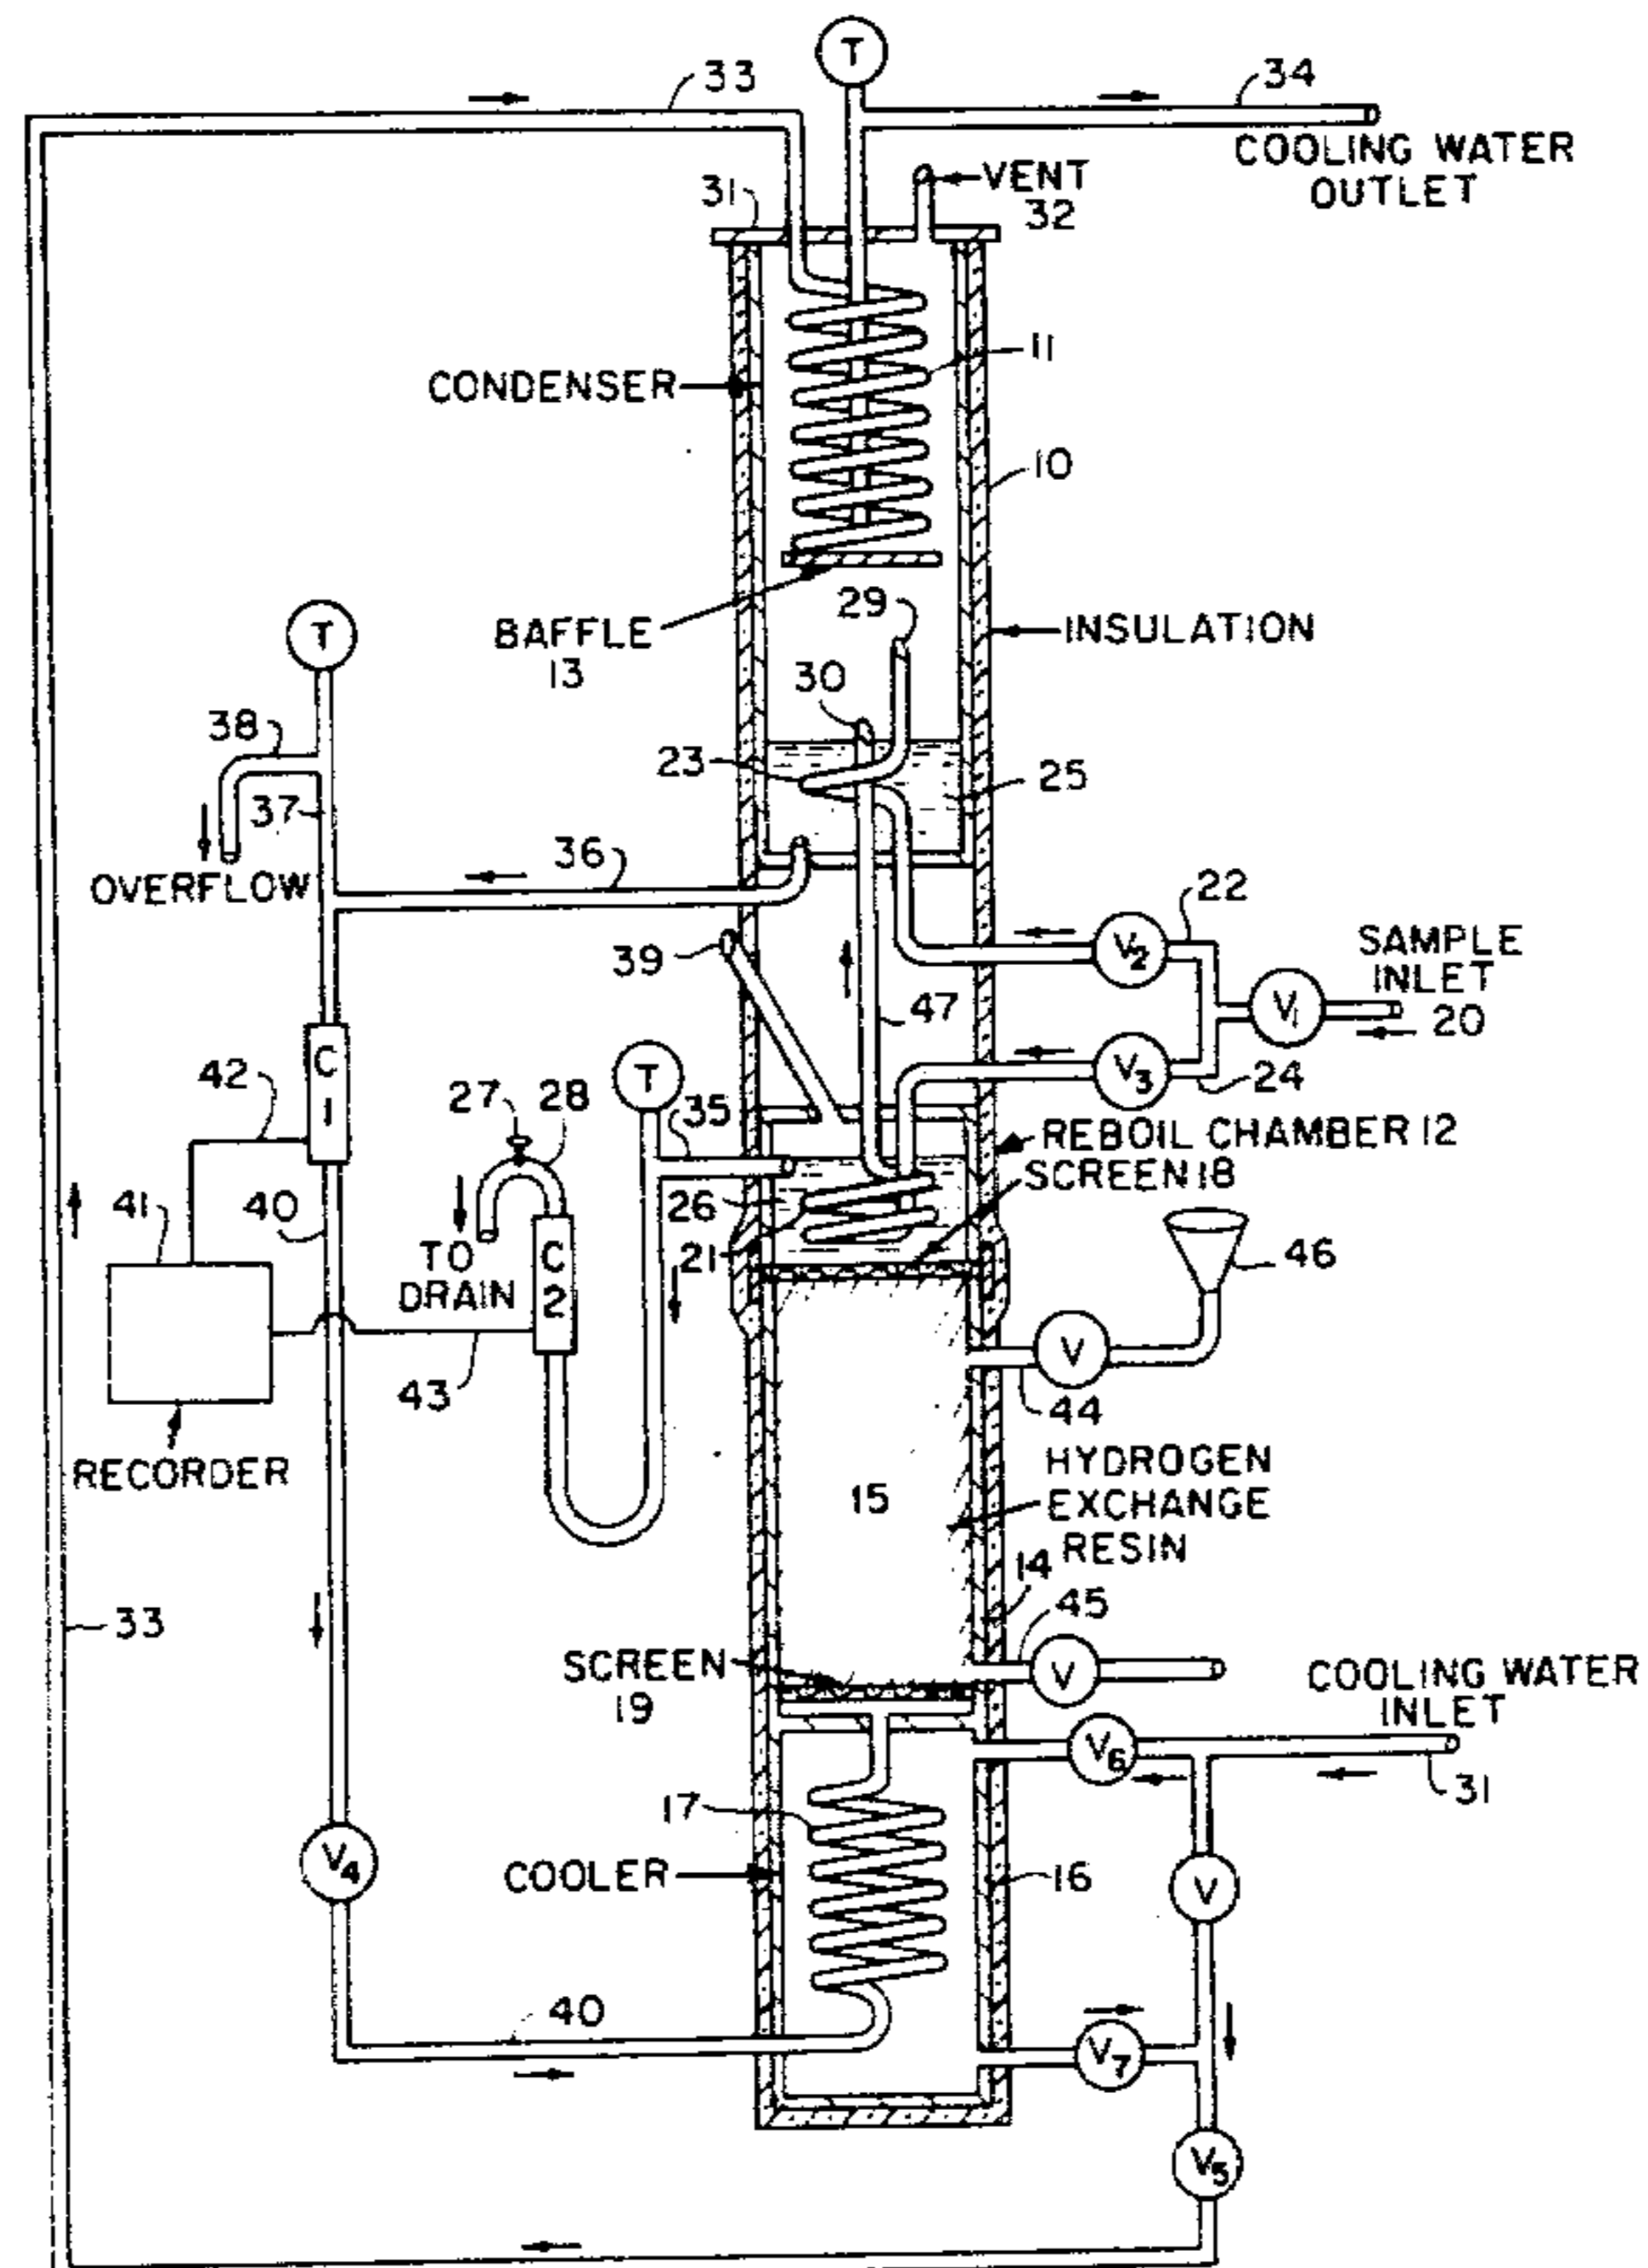 T
33
34
COOLING WATER
OUTLET
VENT
32
31
11
CONDENSER
10
29
BAFFLE
13
INSULATION
T
30
38
23
25
37
36
OVERFLOW
22
V2
SAMPLE
INLET
20
V1
39
47
V3
24
C
1
42
T
27
28
35
REBOIL CHAMBER 12
SCREEN 18
26
41
40
21
TO
DRAIN
C
2
46
V
43
44
RECORDER
HYDROGEN
EXCHANGE
RESIN
15
14
45
33
SCREEN
19
V
COOLING WATER
INLET
V6
31
17
V4
COOLER
16
V
40
V7
V5